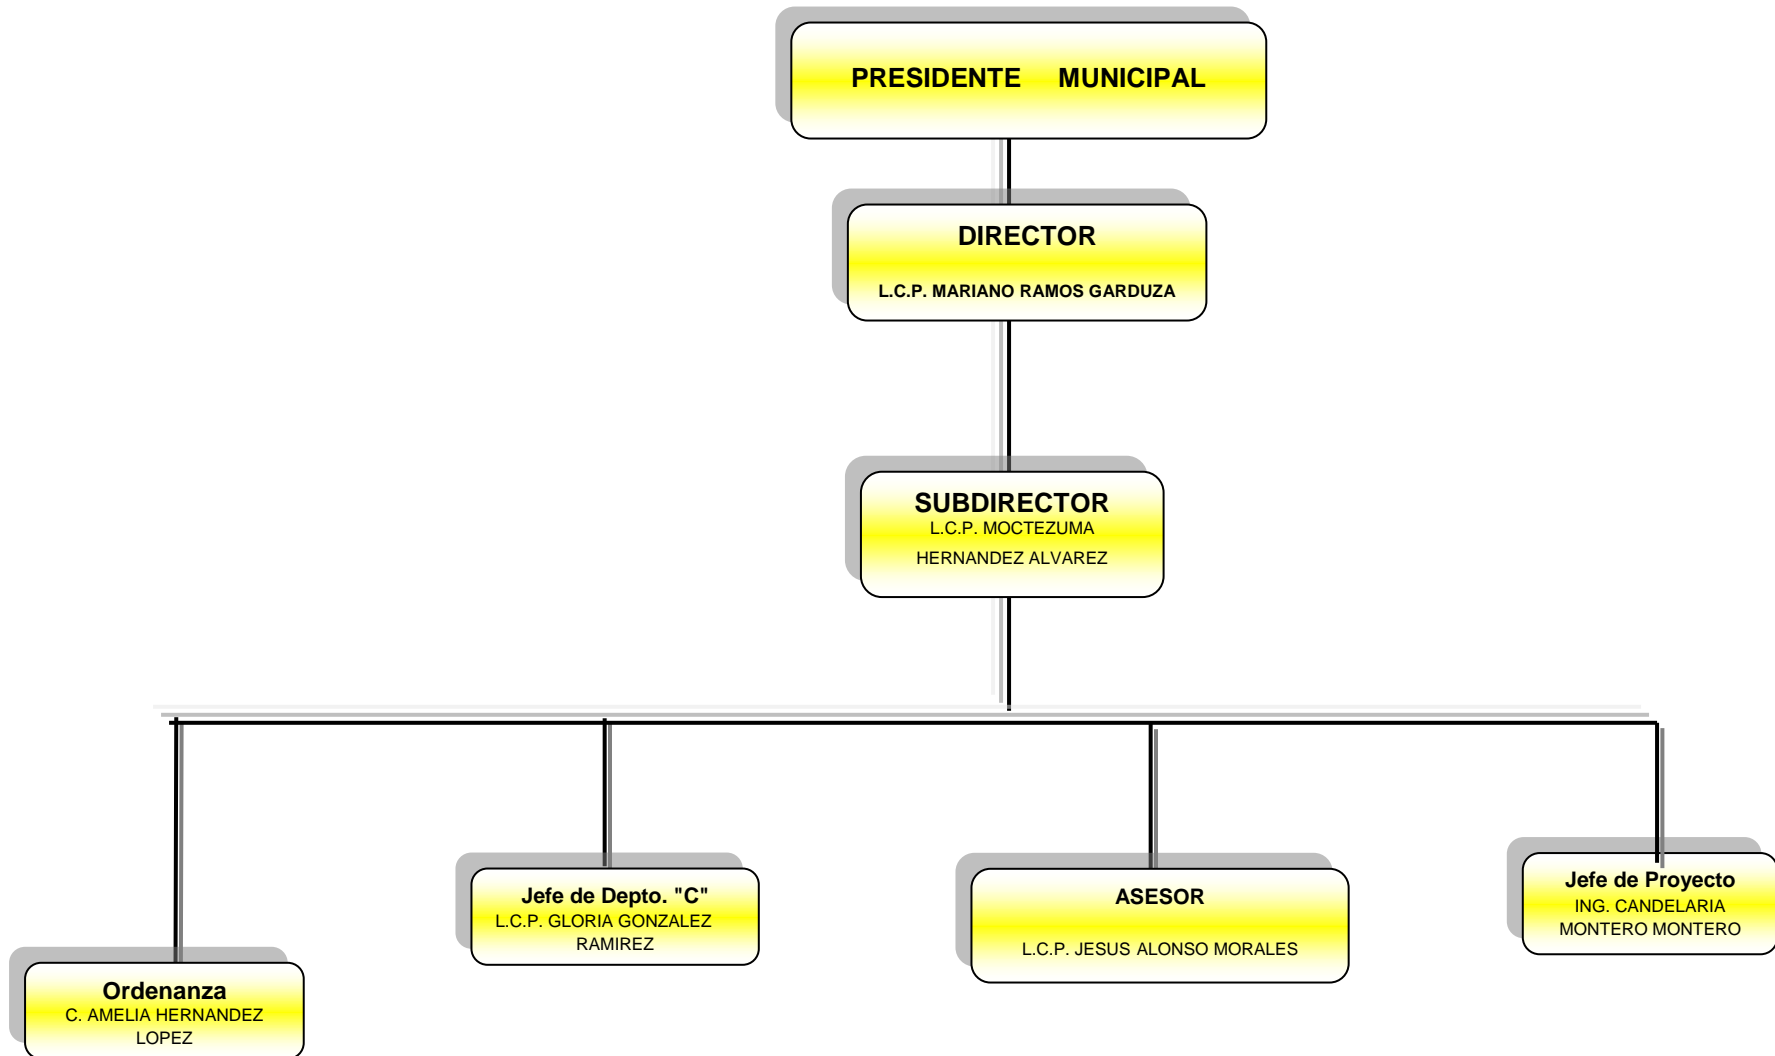 PRESIDENTE MUNICIPAL
DIRECTOR
L.C.P. MARIANO RAMOS GARDUZA
SUBDIRECTOR
L.C.P. MOCTEZUMA
HERNANDEZ ALVAREZ
Ordenanza
C. AMELIA HERNANDEZ
LOPEZ
Jefe de Depto. "C"
L.C.P. GLORIA GONZALEZ
RAMIREZ
ASESOR
L.C.P. JESUS ALONSO MORALES
Jefe de Proyecto
ING. CANDELARIA
MONTERO MONTERO